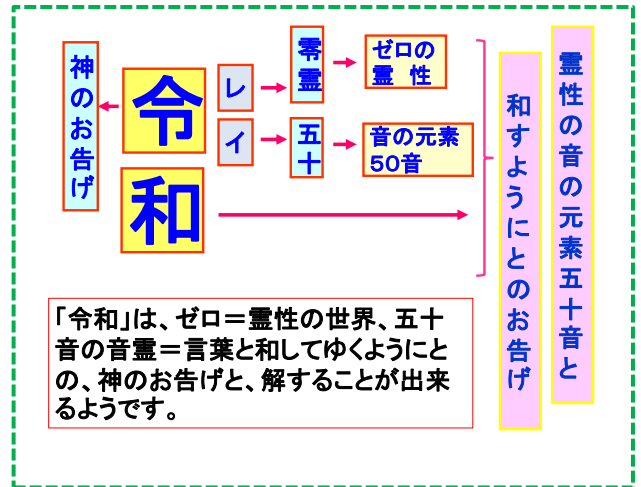 神のお告げ
令
和
レ
イ
零霊
五十
ゼロの
霊 性
音の元素
50音
霊性の音の元素五十音と
和すようにとのお告げ
「令和」は、ゼロ＝霊性の世界、五十
音の音霊＝言葉と和してゆくようにと
の、神のお告げと、解することが出来
るようです。